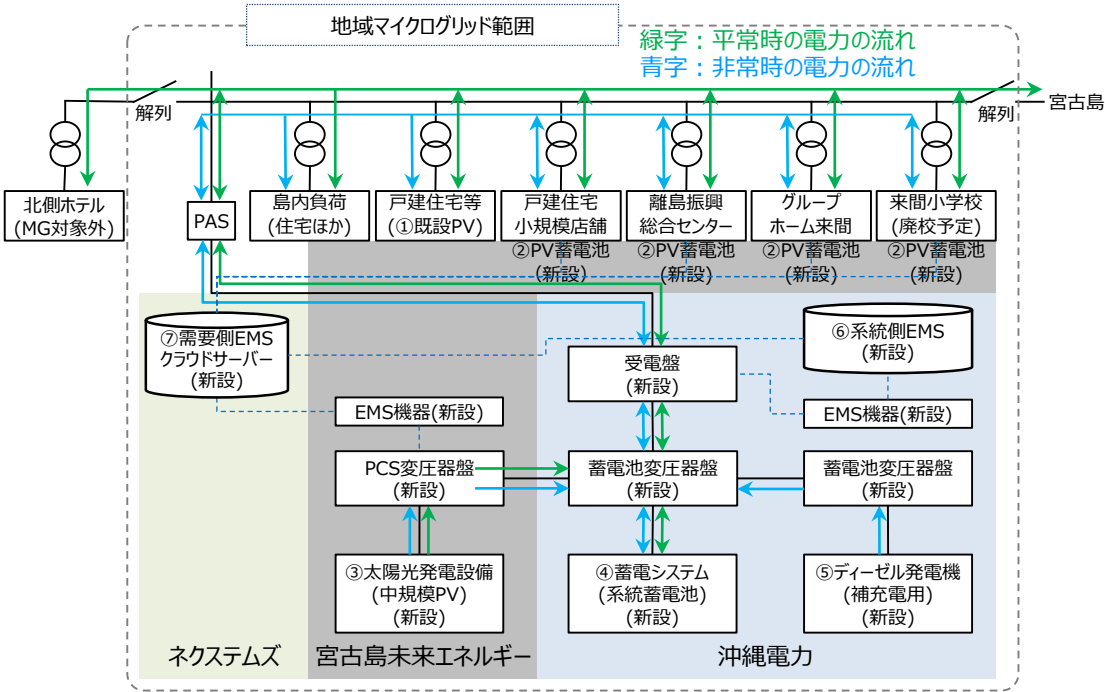 地域マイクログリッド範囲
緑字：平常時の電力の流れ
青字：非常時の電力の流れ
解列
解列
宮古島
北側ホテル
(MG対象外)
PAS
島内負荷
(住宅ほか)
戸建住宅等
(①既設PV)
戸建住宅
小規模店舗
②PV蓄電池
(新設)
離島振興
総合センター
②PV蓄電池
(新設)
グループ
ホーム来間
②PV蓄電池
(新設)
来間小学校
(廃校予定)
②PV蓄電池
(新設)
⑦需要側EMS
クラウドサーバー
(新設)
受電盤
(新設)
⑥系統側EMS
(新設)
EMS機器(新設)
EMS機器(新設)
PCS変圧器盤
(新設)
蓄電池変圧器盤
(新設)
蓄電池変圧器盤
(新設)
③太陽光発電設備
(中規模PV)
(新設)
④蓄電システム
(系統蓄電池)
(新設)
⑤ディーゼル発電機
(補充電用)
(新設)
ネクステムズ
宮古島未来エネルギー
沖縄電力